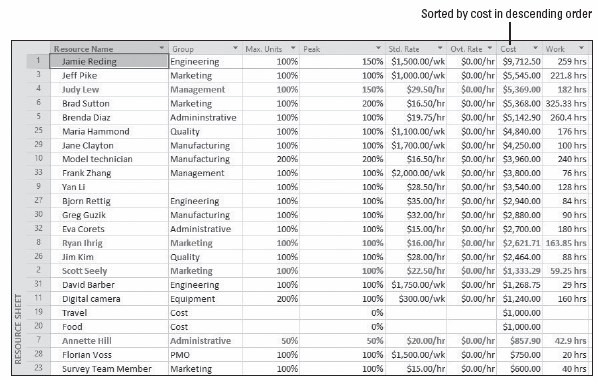 Sorted by cost in descending order
Resource Name Group Max. Units Peak Std. Rate Ovt. Rate Cost Work
1 Jamie Reding Engineering 100% 150% $1,500.00/wk $0.00/hr $9,712.50 259 hrs
3 Jeff Pike Marketing 100% 100% $1,000.00/wk $0.00/hr $5,545.00 221.8 hrs
4 Judy Lew Management 100% 150% $29.50/hr $0.00/hr $5,369.00 182 hrs
6 Brad Sutton Marketing 100% 200% $16.50/hr $0.00/hr $5,368.00 325.33 hrs
5 Brenda Diaz Admininstrative 100% 100% $19.75/hr $0.00/hr $5,142.90 260.4 hrs
25 Maria Hammond Quality 100% 100% $1,100.00/wk $0.00/hr $4,840.00 176 hrs
29 Jane Clayton Manufacturing 100% 100% $1,700.00/wk $0.00/hr $4,250.00 100 hrs
10 Model technician Manufacturing 200% 200% $16.50/hr $0.00/hr $3,960.00 240 hrs
33 Frank Zhang Management 100% 100% $2,000.00/wk $0.00/hr $3,800.00 76 hrs
9 Yan Li 100% 100% $28.50/hr $0.00/hr $3,540.00 128 hrs
27 Bjorn Rettig Engineering 100% 100% $35.00/hr $0.00/hr $2,940.00 84 hrs
30 Greg Guzik Manufacturing 100% 100% $32.00/hr $0.00/hr $2,880.00 90 hrs
32 Eva Corets Administrative 100% 100% $15.00/hr $0.00/hr $2,700.00 180 hrs
8 Ryan Ihrig Marketing 100% 100% $16.00/hr $0.00/hr $2,621.71 163.85 hrs
26 Jim Kim Quality 100% 100% $28.00/hr $0.00/hr $2,464.00 88 hrs
2 Scott Seely Marketing 100% 100% $22.50/hr $0.00/hr $1,333.29 59.25 hrs
31 David Barber Engineering 100% 100% $1,750.00/wk $0.00/hr $1,268.75 29 hrs
11 Digital camera Equipment 200% 100% $300.00/wk $0.00/hr $1,240.00 160 hrs
19 Travel Cost 0% $1,000.00
20 Food Cost 0% $1,000.00
7 Annette Hill Administrative 50% 50% $20.00/hr $0.00/hr $857.90 42.9 hrs
28 Florian Voss PMO 100% 100% $1,500.00/wk $0.00/hr $750.00 20 hrs
23 Survey Team Member Marketing 100% 100% $15.00/hr $0.00/hr $600.00 40 hrs
RESOURCE SHEET